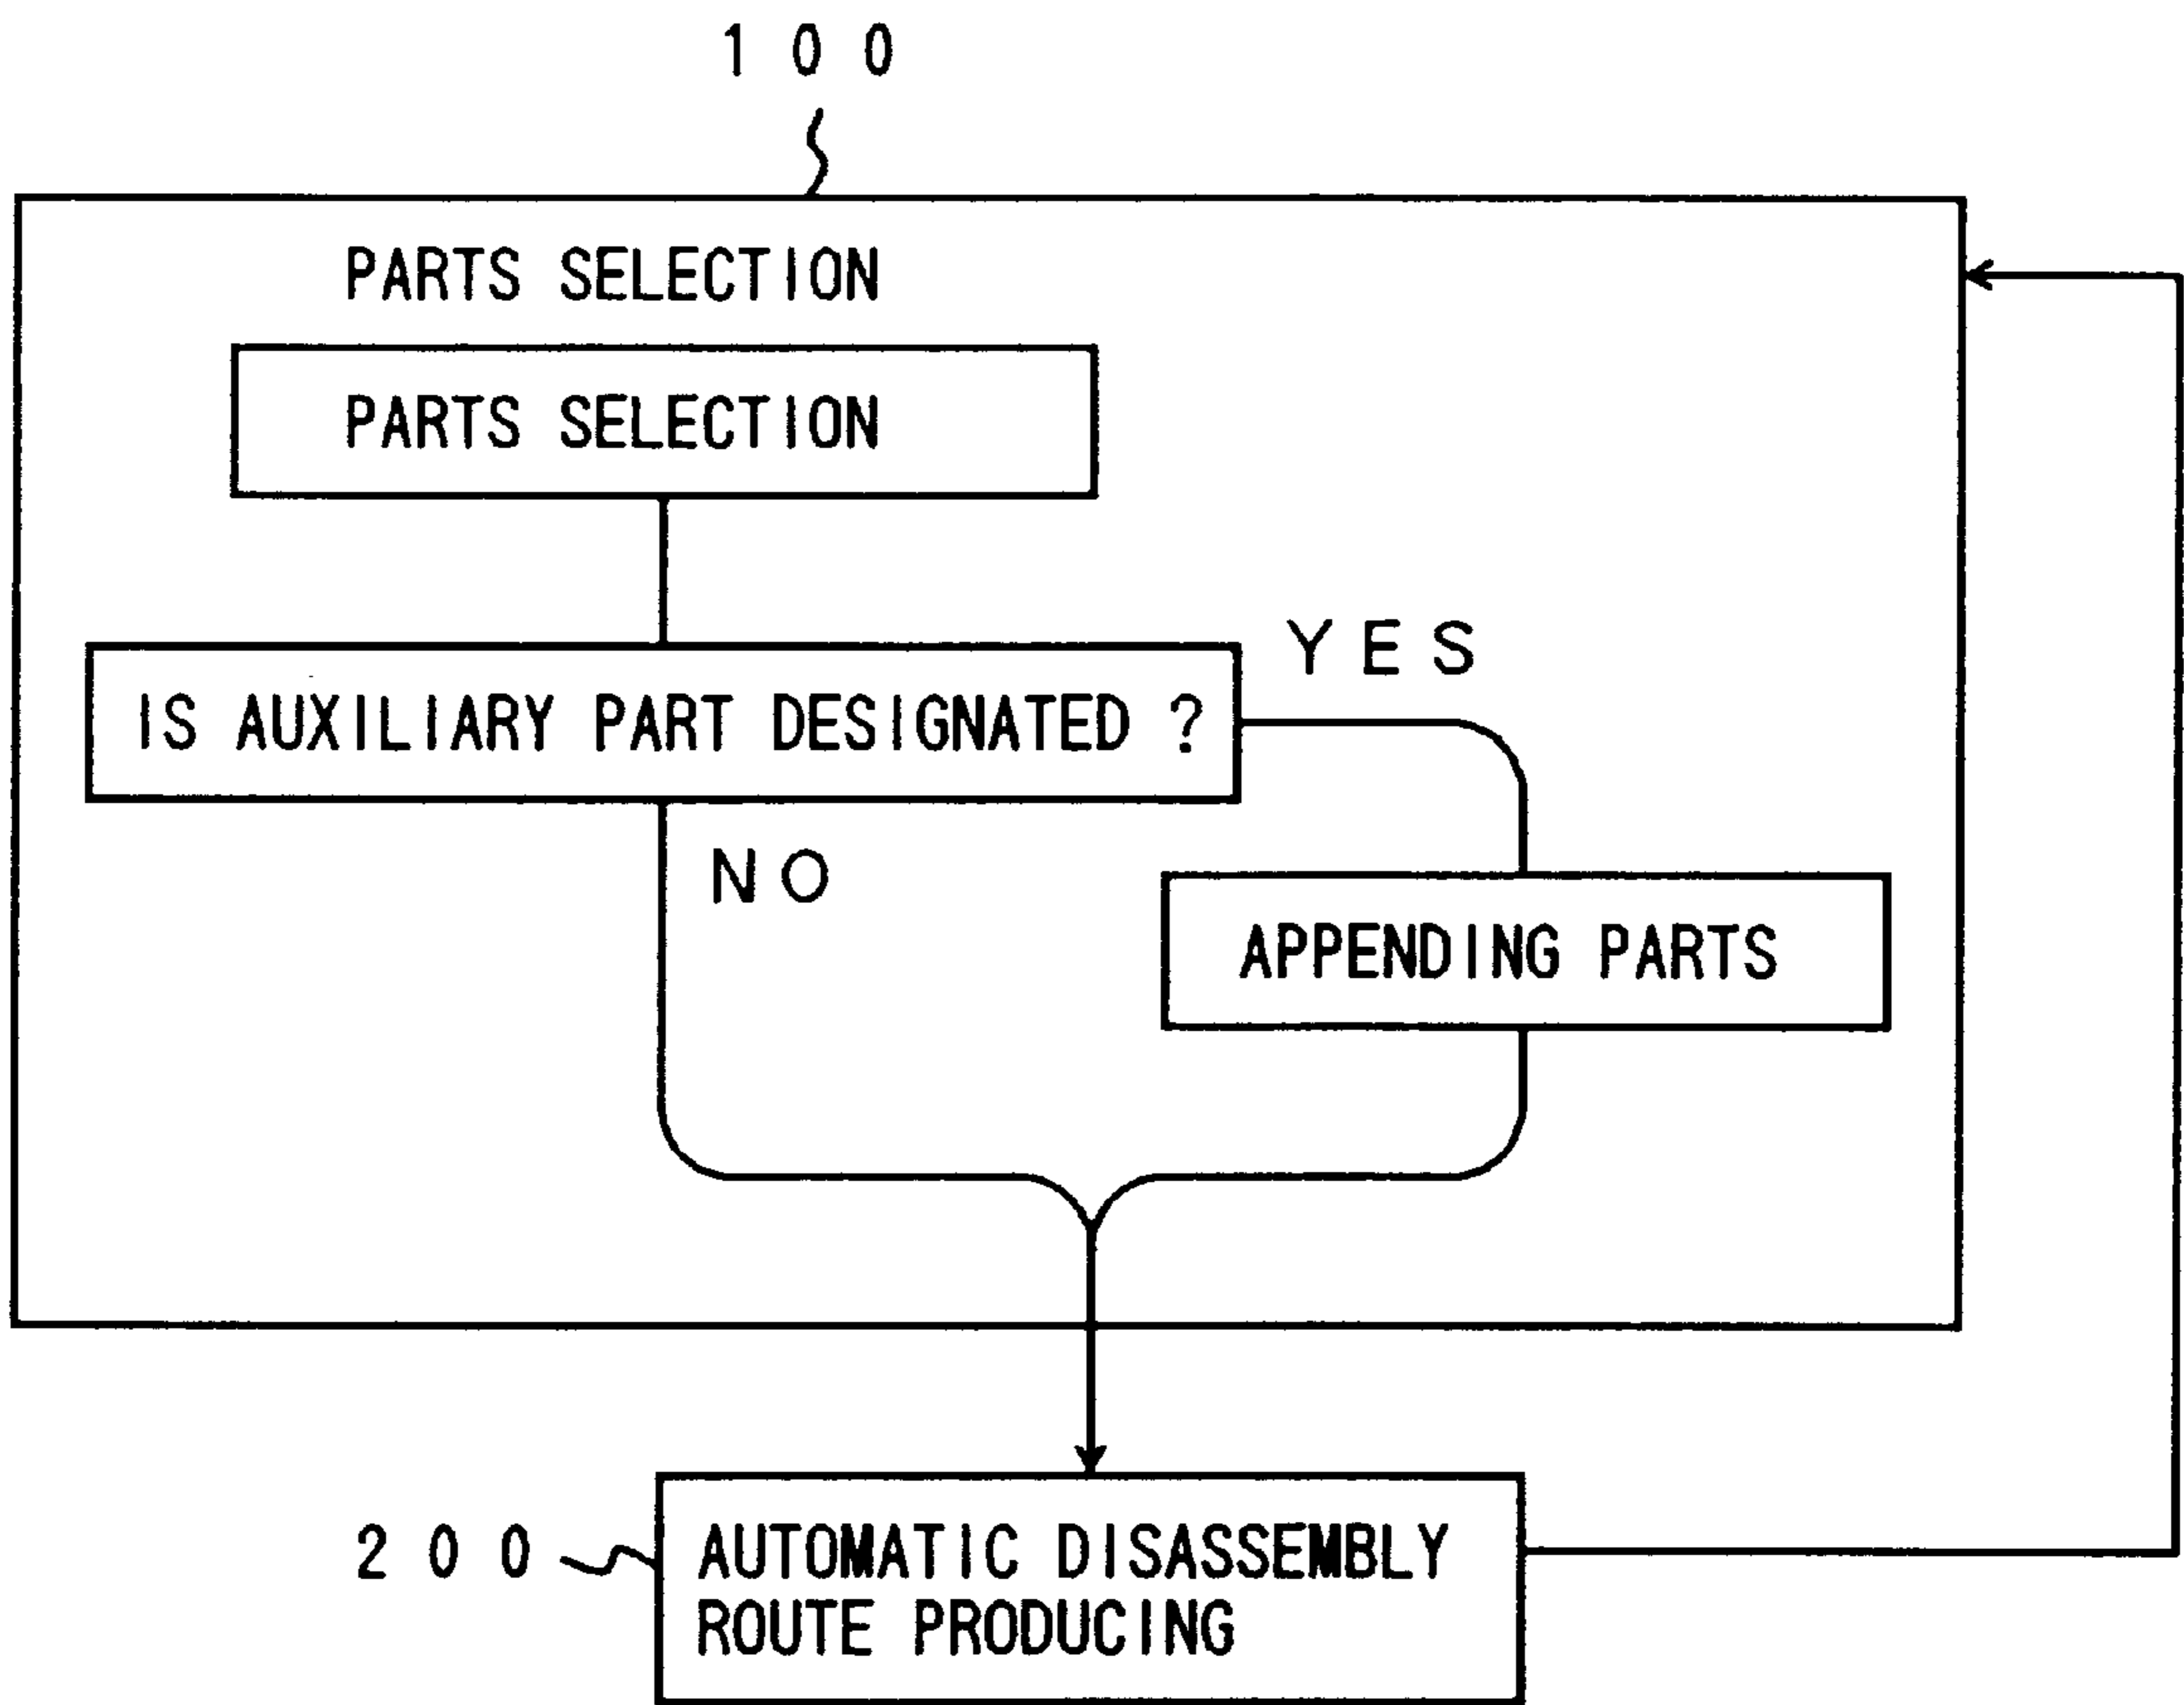 100
PARTS SELECTION
PARTS SELECTION
IS AUXILIARY PART DESIGNATED ?
YES
NO
APPENDING PARTS
200
AUTOMATIC DISASSEMBLY
ROUTE PRODUCING